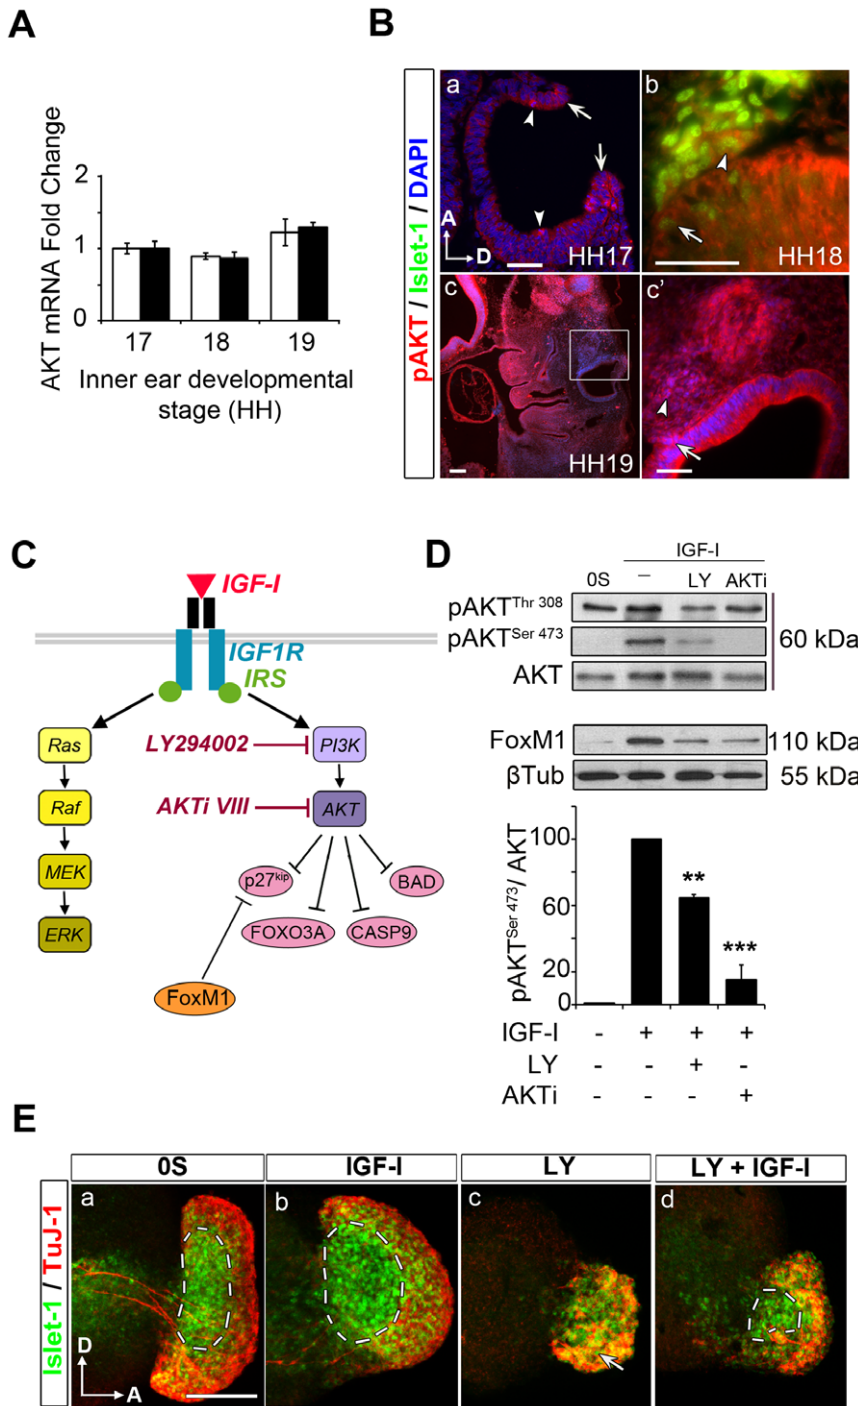 A
AKT mRNA Fold Change
2
1
0
17 18 19
Inner ear developmental
stage (HH)
B
pAKT / Islet-1 / DAPI
a
A
D
HH17
b
HH18
c
HH19
c'
C
IGF-I
IGF1R
IRS
Ras
LY294002
PI3K
Raf
AKTi VIII
AKT
MEK
p27kip
BAD
ERK
FOXO3A
CASP9
FoxM1
D
IGF-I
0S – LY AKTi
pAKTThr 308
pAKTSer 473
60 kDa
AKT
FoxM1
110 kDa
βTub
55 kDa
pAKTSer 473/ AKT
100
60
20
0
**
***
IGF-I - + + +
LY - - + -
AKTi - - - +
E
Islet-1 / TuJ-1
0S
IGF-I
LY
LY + IGF-I
a
D
A
b
c
d